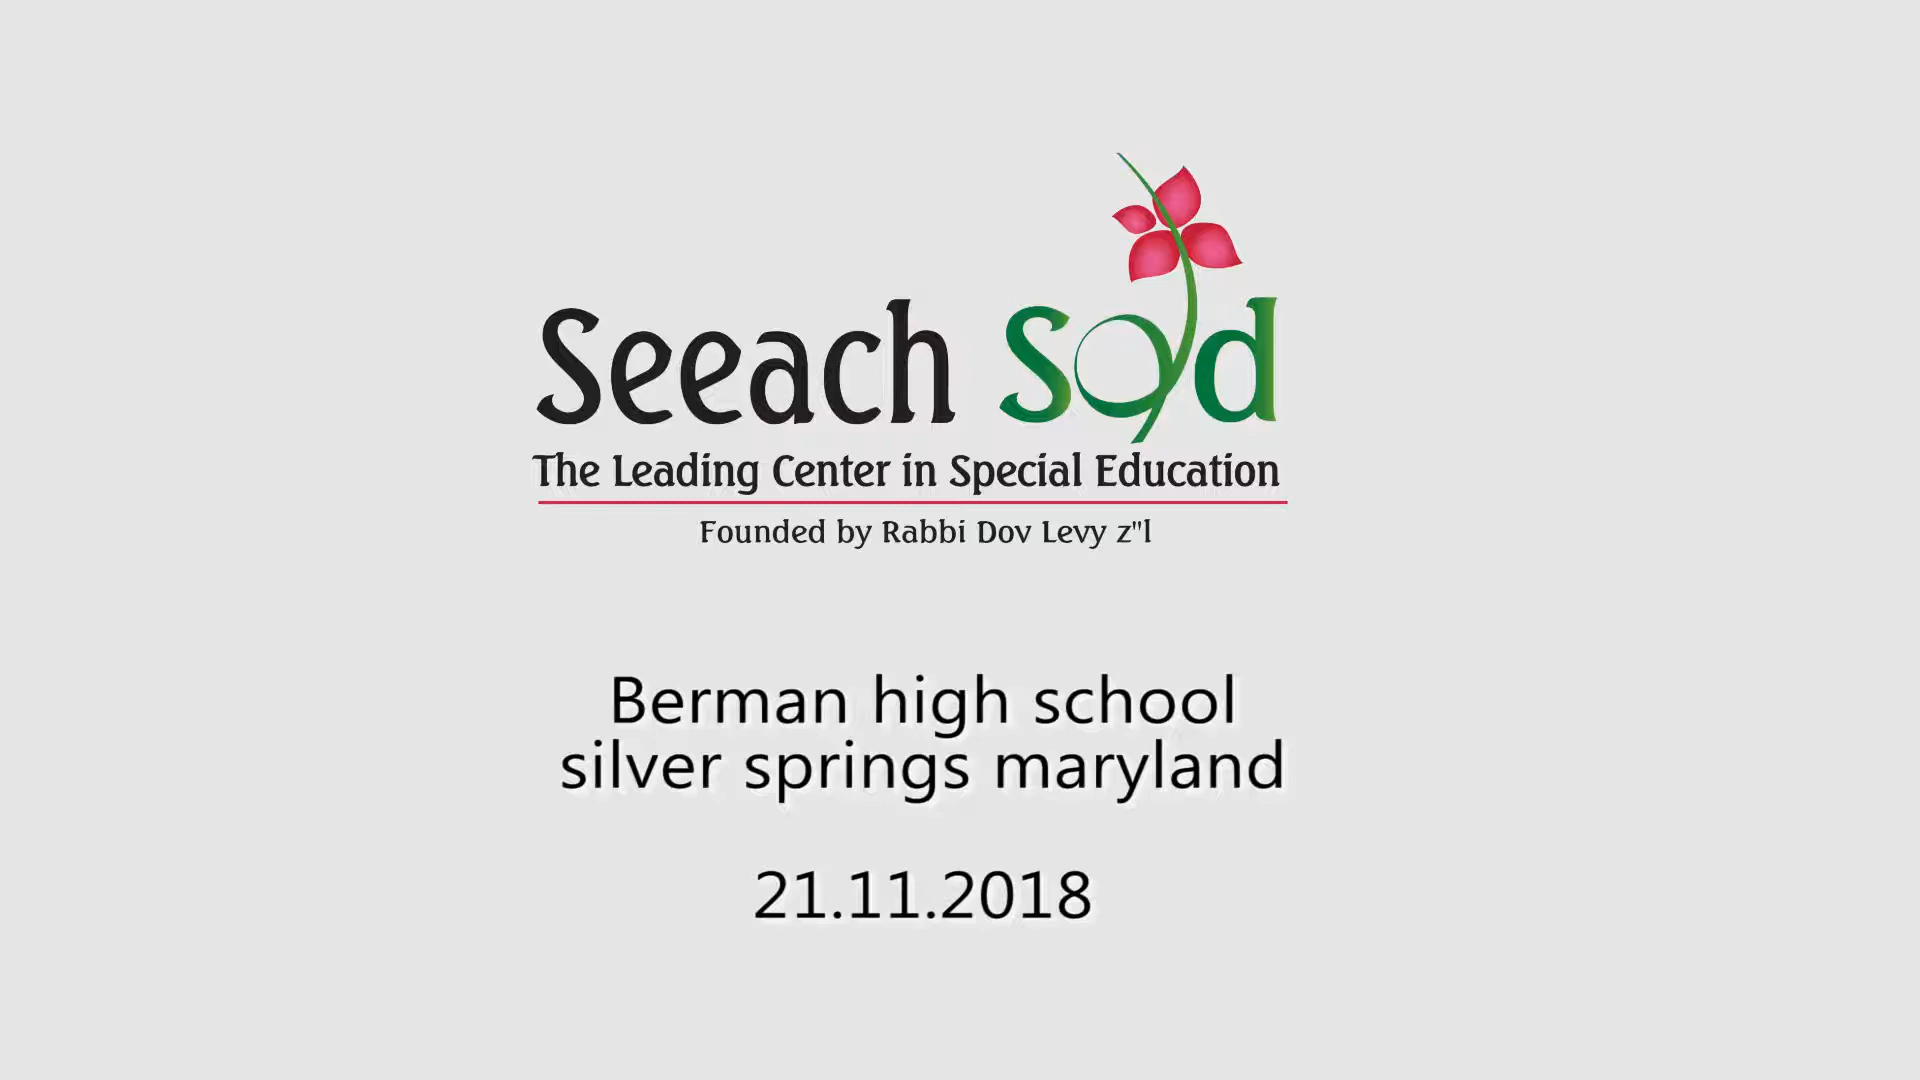 Seeach Sod
The Leading Center in Special Education
Founded by Rabbi Dov Levy z"l
Berman high school
silver springs maryland
21.11.2018